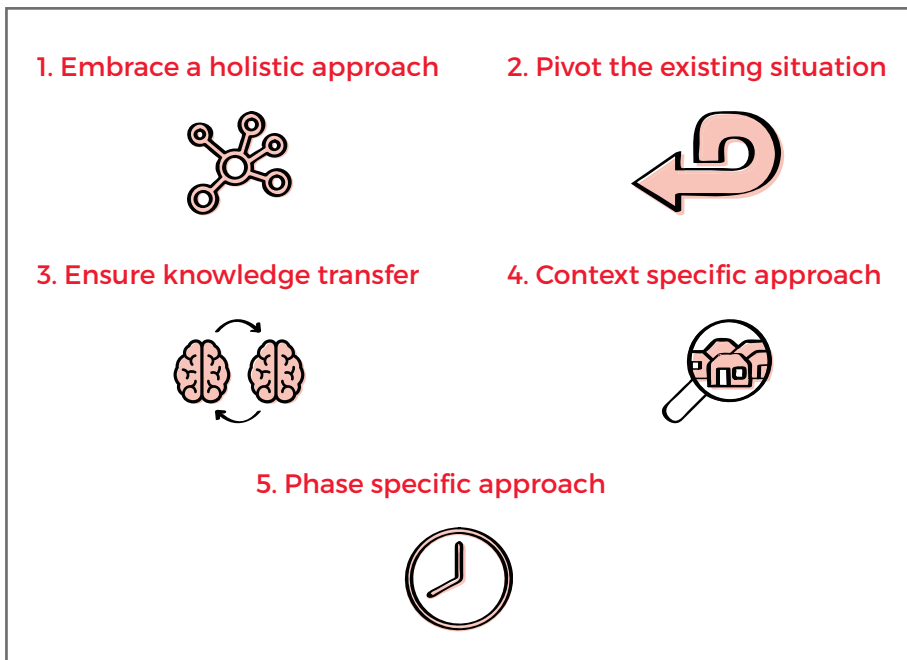 1. Embrace a holistic approach
2. Pivot the existing situation
3. Ensure knowledge transfer
4. Context specific approach
5. Phase specific approach